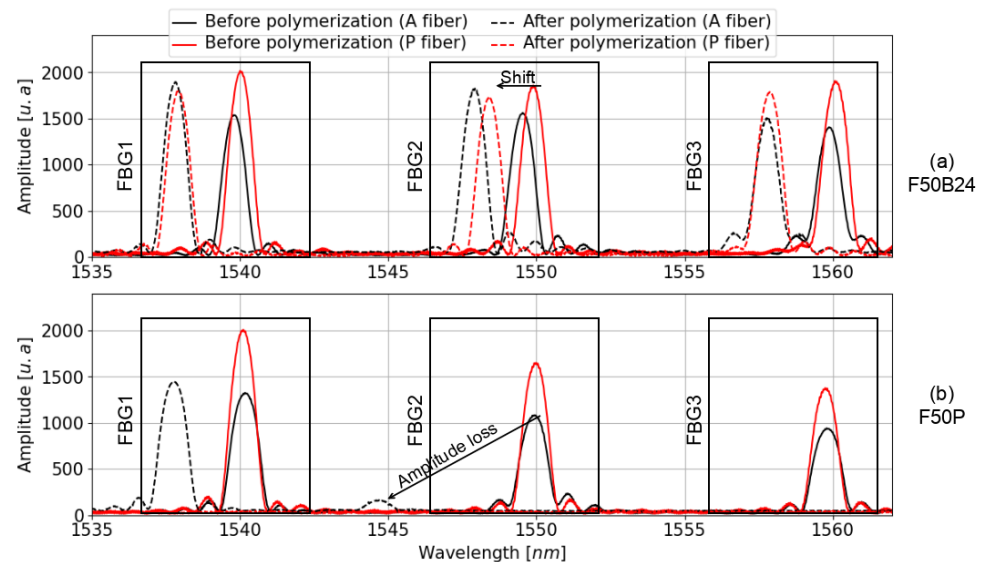 Before polymerization (A fiber)
After polymerization (A fiber)
Before polymerization (P fiber)
After polymerization (P fiber)
2000
1500
1000
500
0
Amplitude [u. a]
FBG1
FBG2
FBG3
Shift
1535
1540
1545
1550
1555
1560
(a)
F50B24
2000
1500
1000
500
0
Amplitude [u. a]
FBG1
FBG2
FBG3
Amplitude loss
1535
1540
1545
1550
1555
1560
Wavelength [nm]
(b)
F50P